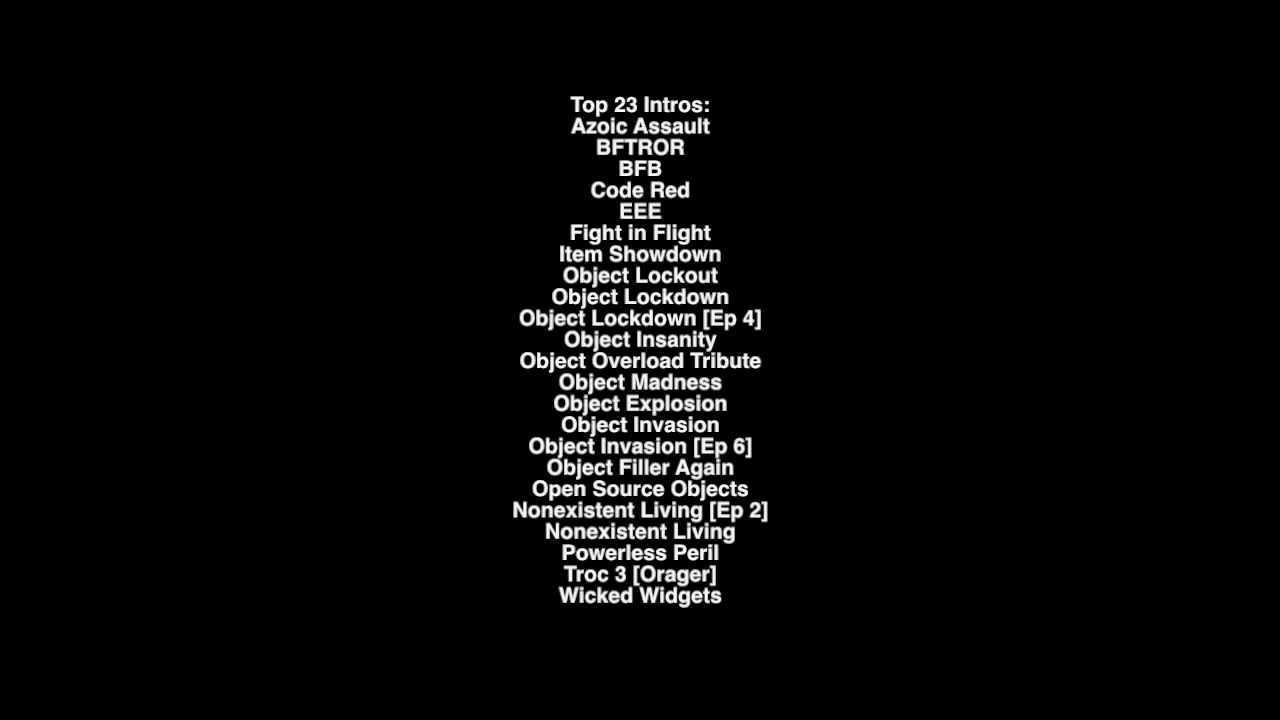 Top 23 Intros:
Azoic Assault
BFTROR
BFB
Code Red
EEE
Fight in Flight
Item Showdown
Object Lockout
Object Lockdown
Object Lockdown [Ep 4]
Object Insanity
Object Overload Tribute
Object Madness
Object Explosion
Object Invasion
Object Invasion [Ep 6]
Object Filler Again
Open Source Objects
Nonexistent Living [Ep 2]
Nonexistent Living
Powerless Peril
Troc 3 [Orager]
Wicked Widgets